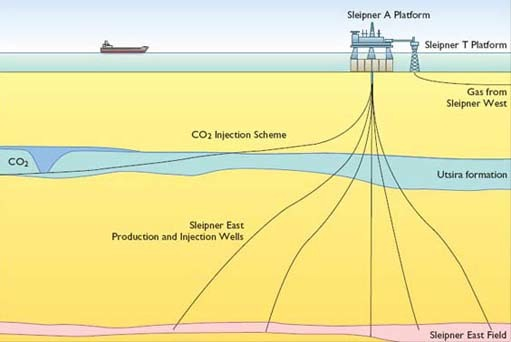 Sleipner A Platform
Sleipner T Platform
Gas from
Sleipner West
CO2 Injection Scheme
CO2
Utsira formation
Sleipner East
Production and Injection Wells
Sleipner East Field